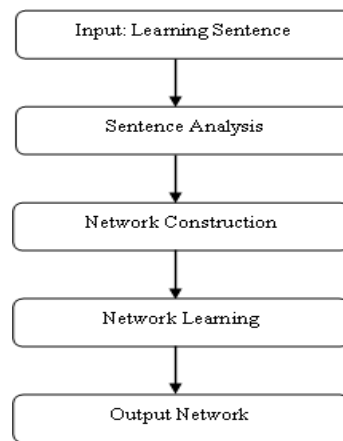 Input: Learning Sentence
Sentence Analysis
Network Construction
Network Learning
Output Network